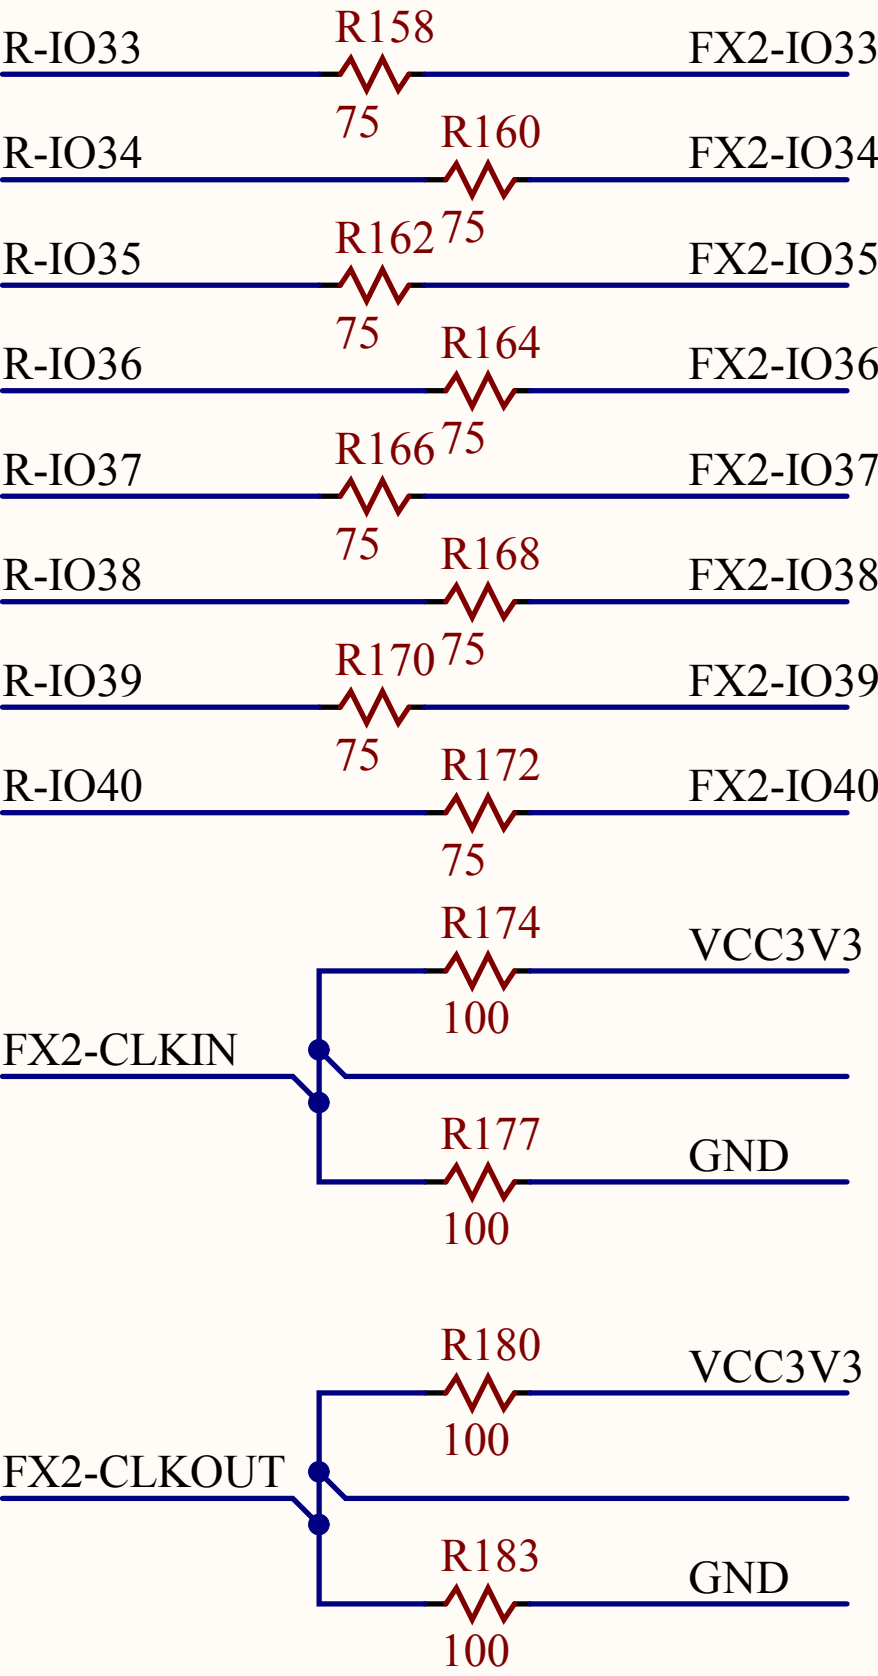 R158
R-IO33 FX2-IO33
75
R160
R-IO34 FX2-IO34
75
R162
R-IO35 FX2-IO35
75
R164
R-IO36 FX2-IO36
75
R166
R-IO37 FX2-IO37
75
R168
R-IO38 FX2-IO38
75
R170
R-IO39 FX2-IO39
75
R172
R-IO40 FX2-IO40
75
R174
VCC3V3
100
FX2-CLKIN
R177
GND
100
R180
VCC3V3
100
FX2-CLKOUT
R183
GND
100